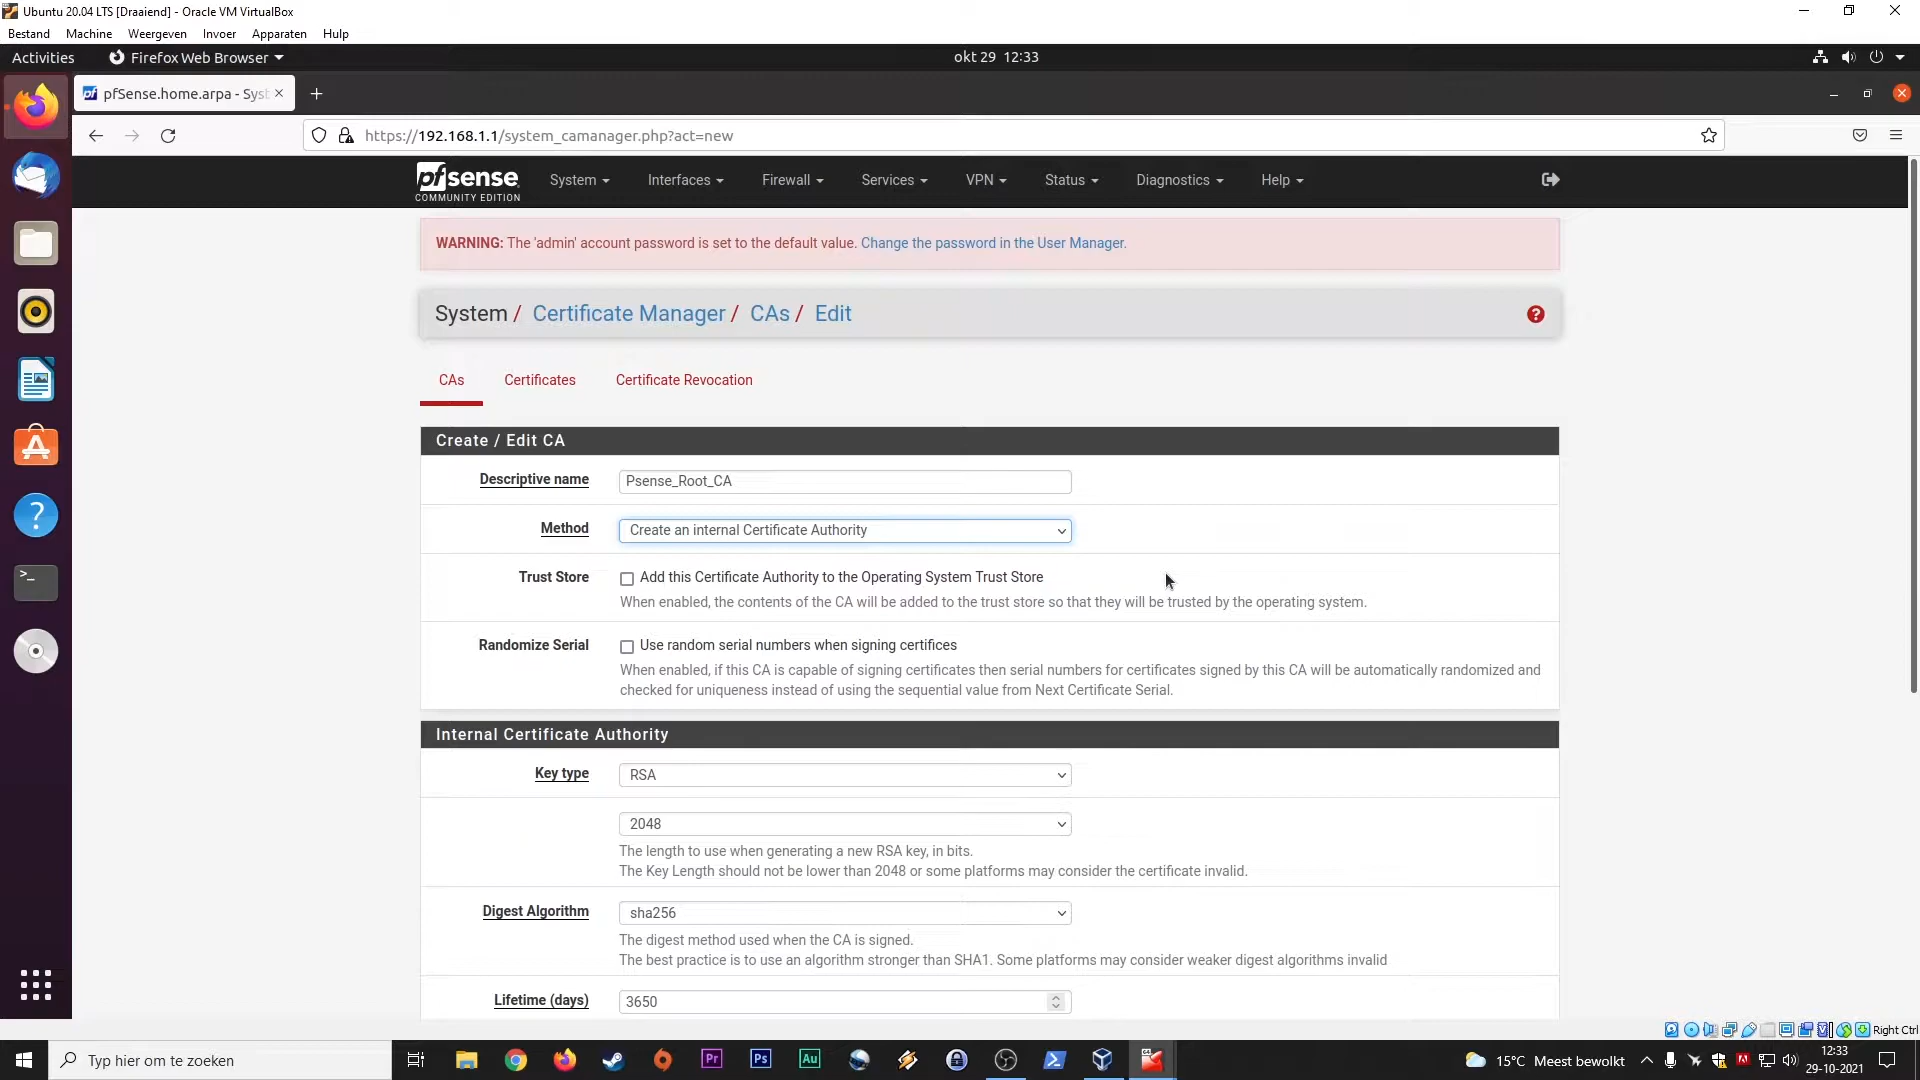 Ubuntu 20.04 LTS [Draaiend] - Oracle VM VirtualBox
Bestand Machine Weergeven Invoer Apparaten Help
Activities Firefox Web Browser okt 29 12:33
pfSense.home.arpa - Syst
https://192.168.1.1/system_camanager.php?act=new
pfsense
COMMUNITY EDITION
System Interfaces Firewall Services VPN Status Diagnostics Help
WARNING: The 'admin' account password is set to the default value. Change the password in the User Manager.
System / Certificate Manager / CAs / Edit
CAs Certificates Certificate Revocation
Create / Edit CA
Descriptive name Psense_Root_CA
Method Create an internal Certificate Authority
Trust Store Add this Certificate Authority to the Operating System Trust Store
When enabled, the contents of the CA will be added to the trust store so that they will be trusted by the operating system.
Randomize Serial Use random serial numbers when signing certifices
When enabled, if this CA is capable of signing certificates then serial numbers for certificates signed by this CA will be automatically randomized and
checked for uniqueness instead of using the sequential value from Next Certificate Serial.
Internal Certificate Authority
Key type RSA
2048
The length to use when generating a new RSA key, in bits.
The Key Length should not be lower than 2048 or some platforms may consider the certificate invalid.
Digest Algorithm sha256
The digest method used when the CA is signed.
The best practice is to use an algorithm stronger than SHA1. Some platforms may consider weaker digest algorithms invalid
Lifetime (days) 3650
Right Ctrl
Typ hier om te zoeken Pr Ps Au 15°C Meest bewolkt 12:33
29-10-2021